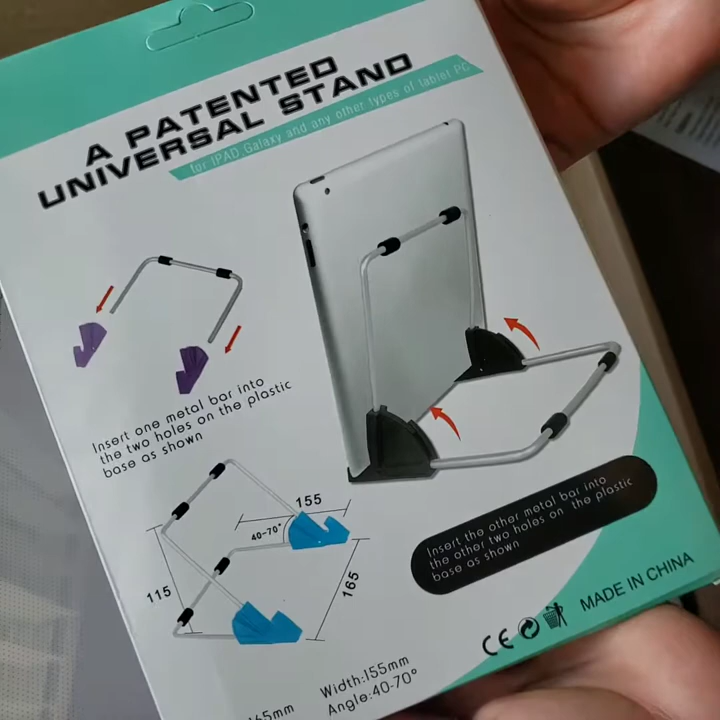 A PATENTED
UNIVERSAL STAND
for IPAD, Galaxy and any other types of tablet PC
Insert one metal bar into
the two holes on the plastic
base as shown
155
40-70°
115
165
Insert the other metal bar into
the other two holes on the plastic
base as shown
CE
MADE IN CHINA
165mm
Width:155mm
Angle:40-70°